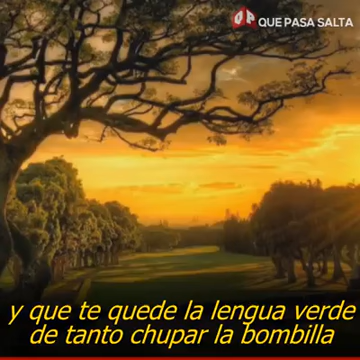 QUE PASA SALTA
y que te quede la lengua verde
de tanto chupar la bombilla